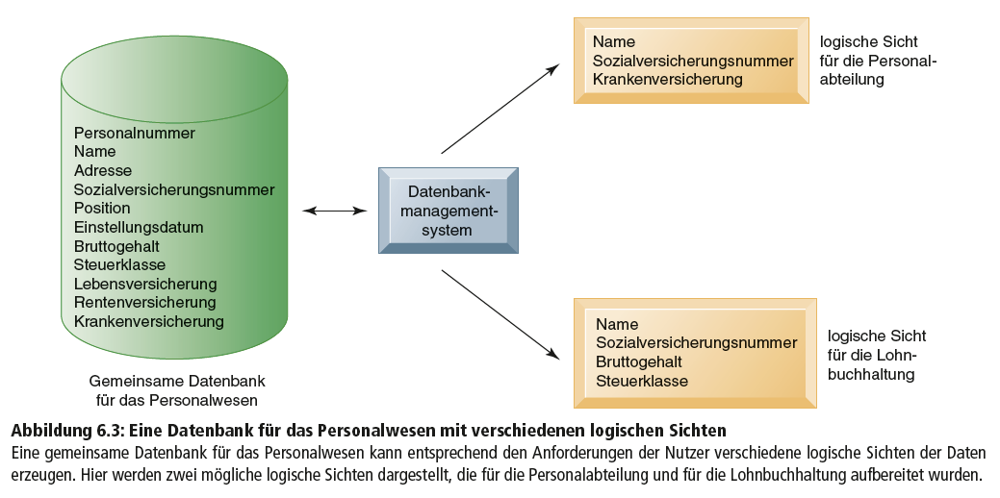 Personalnummer
Name
Adresse
Sozialversicherungsnummer
Position
Einstellungsdatum
Bruttogehalt
Steuerklasse
Lebensversicherung
Rentenversicherung
Krankenversicherung
Gemeinsame Datenbank
für das Personalwesen
Datenbank-
management-
system
Name
Sozialversicherungsnummer
Krankenversicherung
logische Sicht
für die Personal-
abteilung
Name
Sozialversicherungsnummer
Bruttogehalt
Steuerklasse
logische Sicht
für die Lohn-
buchhaltung
Abbildung 6.3: Eine Datenbank für das Personalwesen mit verschiedenen logischen Sichten
Eine gemeinsame Datenbank für das Personalwesen kann entsprechend den Anforderungen der Nutzer verschiedene logische Sichten der Daten
erzeugen. Hier werden zwei mögliche logische Sichten dargestellt, die für die Personalabteilung und für die Lohnbuchhaltung aufbereitet wurden.